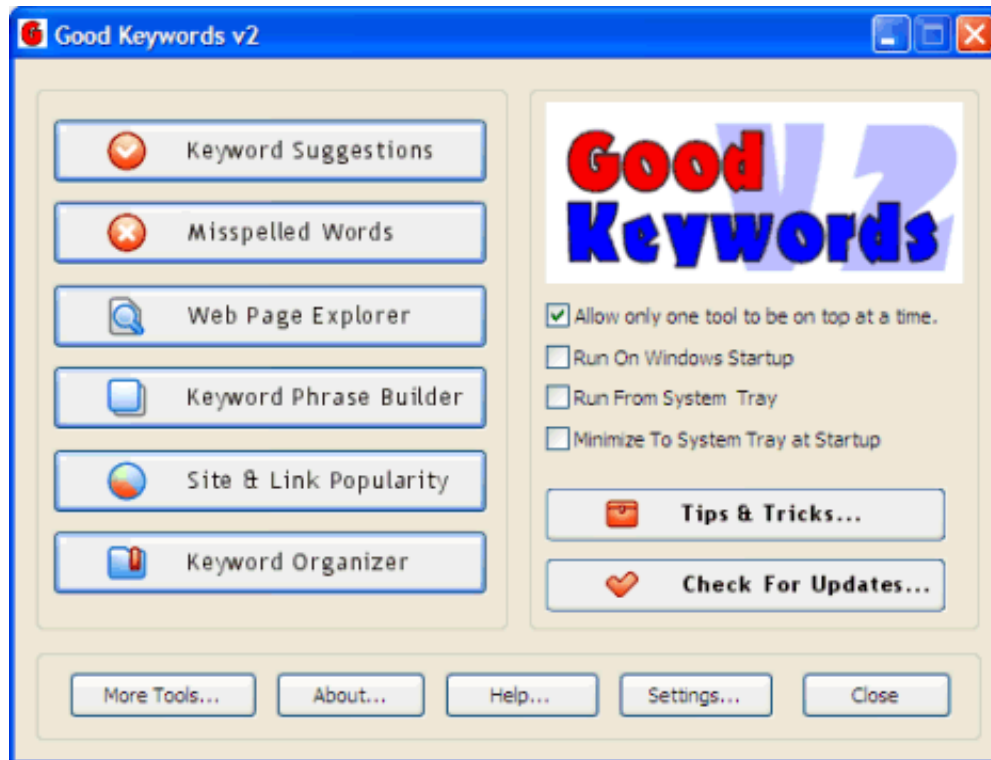 Good Keywords v2
Keyword Suggestions
Misspelled Words
Web Page Explorer
Keyword Phrase Builder
Site & Link Popularity
Keyword Organizer
V2
Good
Keywords
Allow only one tool to be on top at a time.
Run On Windows Startup
Run From System Tray
Minimize To System Tray at Startup
Tips & Tricks...
Check For Updates...
More Tools...
About...
Help...
Settings...
Close